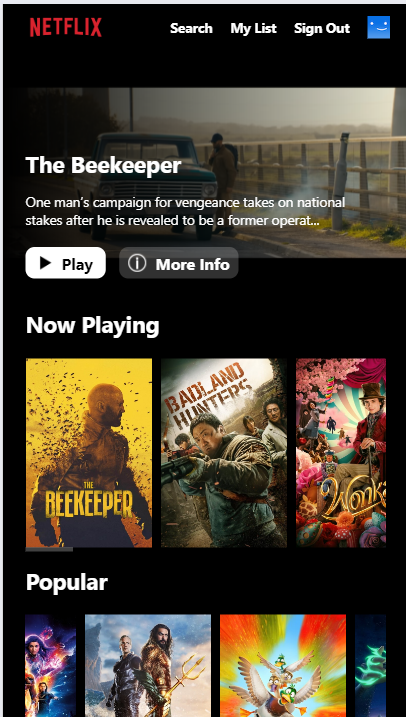 NETFLIX
Search My List Sign Out
The Beekeeper
One man's campaign for vengeance takes on national
stakes after he is revealed to be a former operat...
Play More Info
Now Playing
THE
BEEKEEPER
BADLAND
HUNTERS
Wonka
Popular